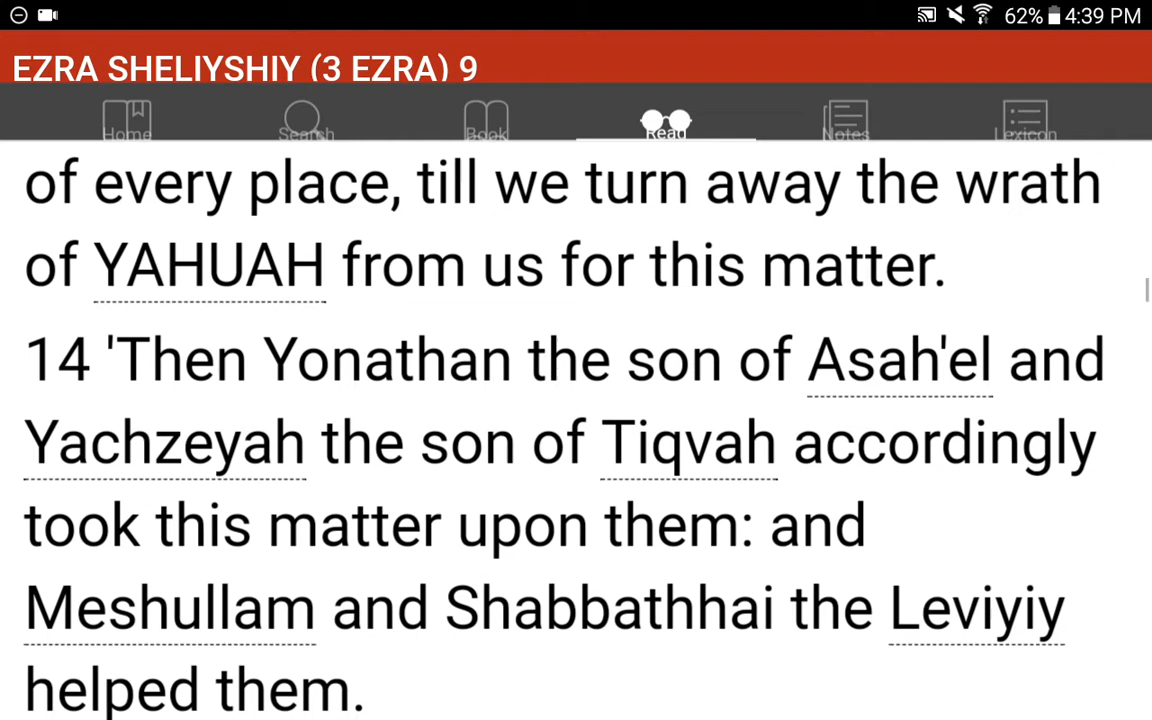 62% 4:39 PM
EZRA SHELIYSHIY (3 EZRA) 9
Home Search Book Read Notes Lexicon
of every place, till we turn away the wrath
of YAHUAH from us for this matter.
14 'Then Yonathan the son of Asah'el and
Yachzeyah the son of Tiqvah accordingly
took this matter upon them: and
Meshullam and Shabbathhai the Leviyiy
helped them.